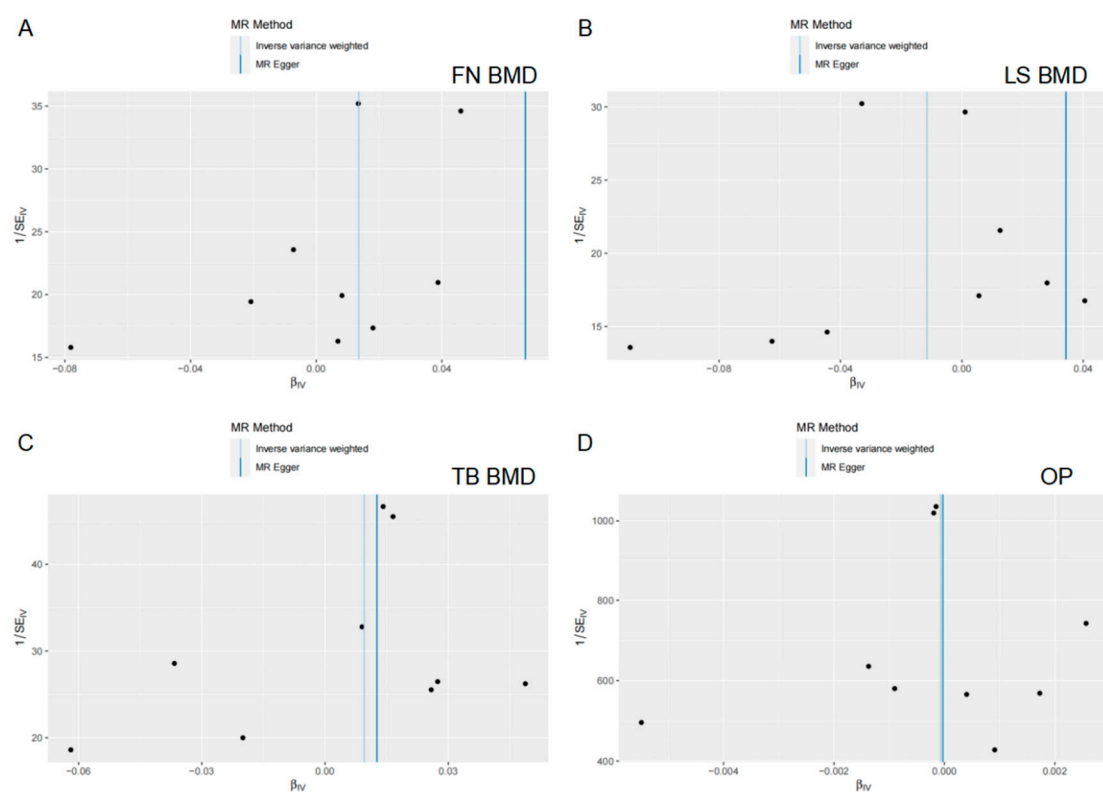 A
MR Method
Inverse variance weighted
MR Egger
FN BMD
35
30
25
20
15
1/SE_IV
−0.08
−0.04
0.00
0.04
β_IV
B
MR Method
Inverse variance weighted
MR Egger
LS BMD
30
25
20
15
1/SE_IV
−0.08
−0.04
0.00
0.04
β_IV
C
MR Method
Inverse variance weighted
MR Egger
TB BMD
40
30
20
1/SE_IV
−0.06
−0.03
0.00
0.03
β_IV
D
MR Method
Inverse variance weighted
MR Egger
OP
1000
800
600
400
1/SE_IV
−0.004
−0.002
0.000
0.002
β_IV